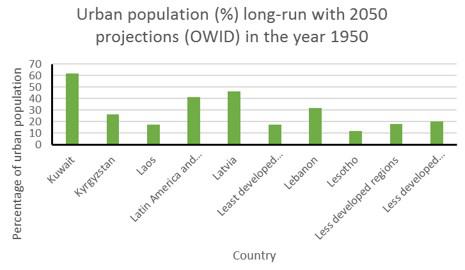 Urban population (%) long-run with 2050
projections (OWID) in the year 1950
Percentage of urban population
70
60
50
40
30
20
10
0
Kuwait
Kyrgyzstan
Laos
Latin America and…
Latvia
Least developed…
Lebanon
Lesotho
Less developed regions
Less developed…
Country